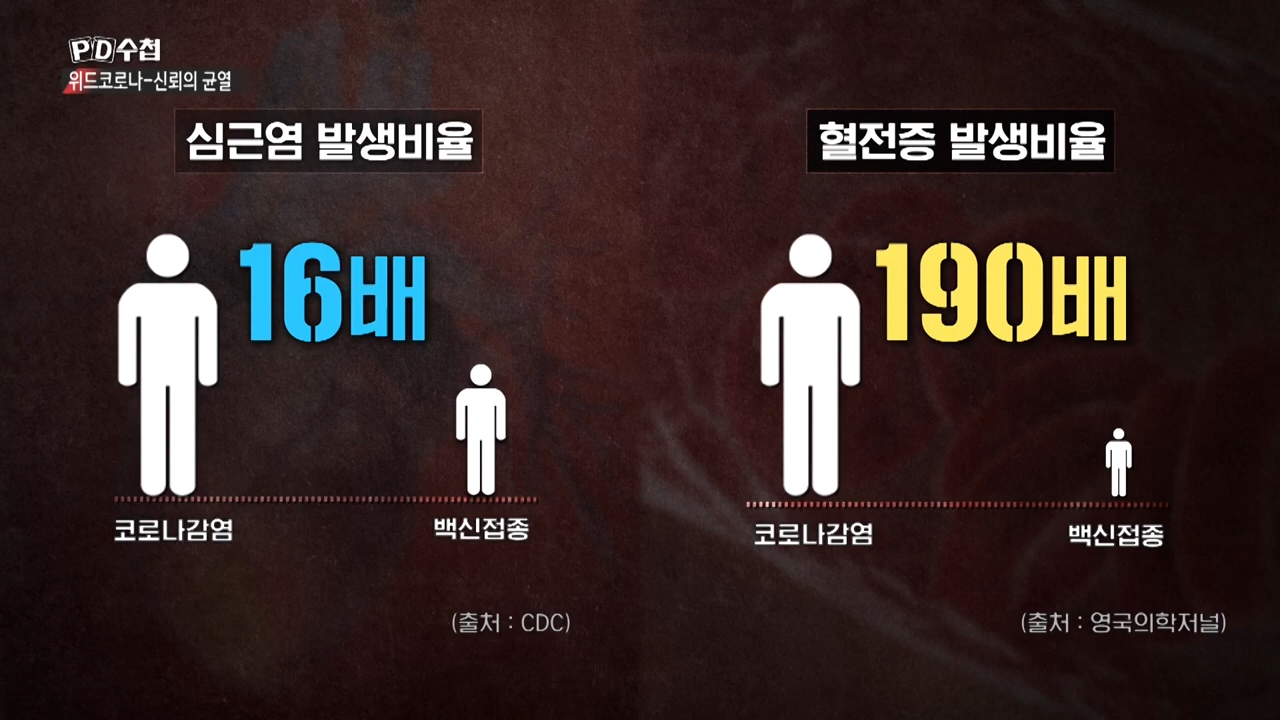 PD수첩
위드코로나-신뢰의 균열
심근염 발생비율
16배
코로나감염
백신접종
(출처 : CDC)
혈전증 발생비율
190배
코로나감염
백신접종
(출처 : 영국의학저널)